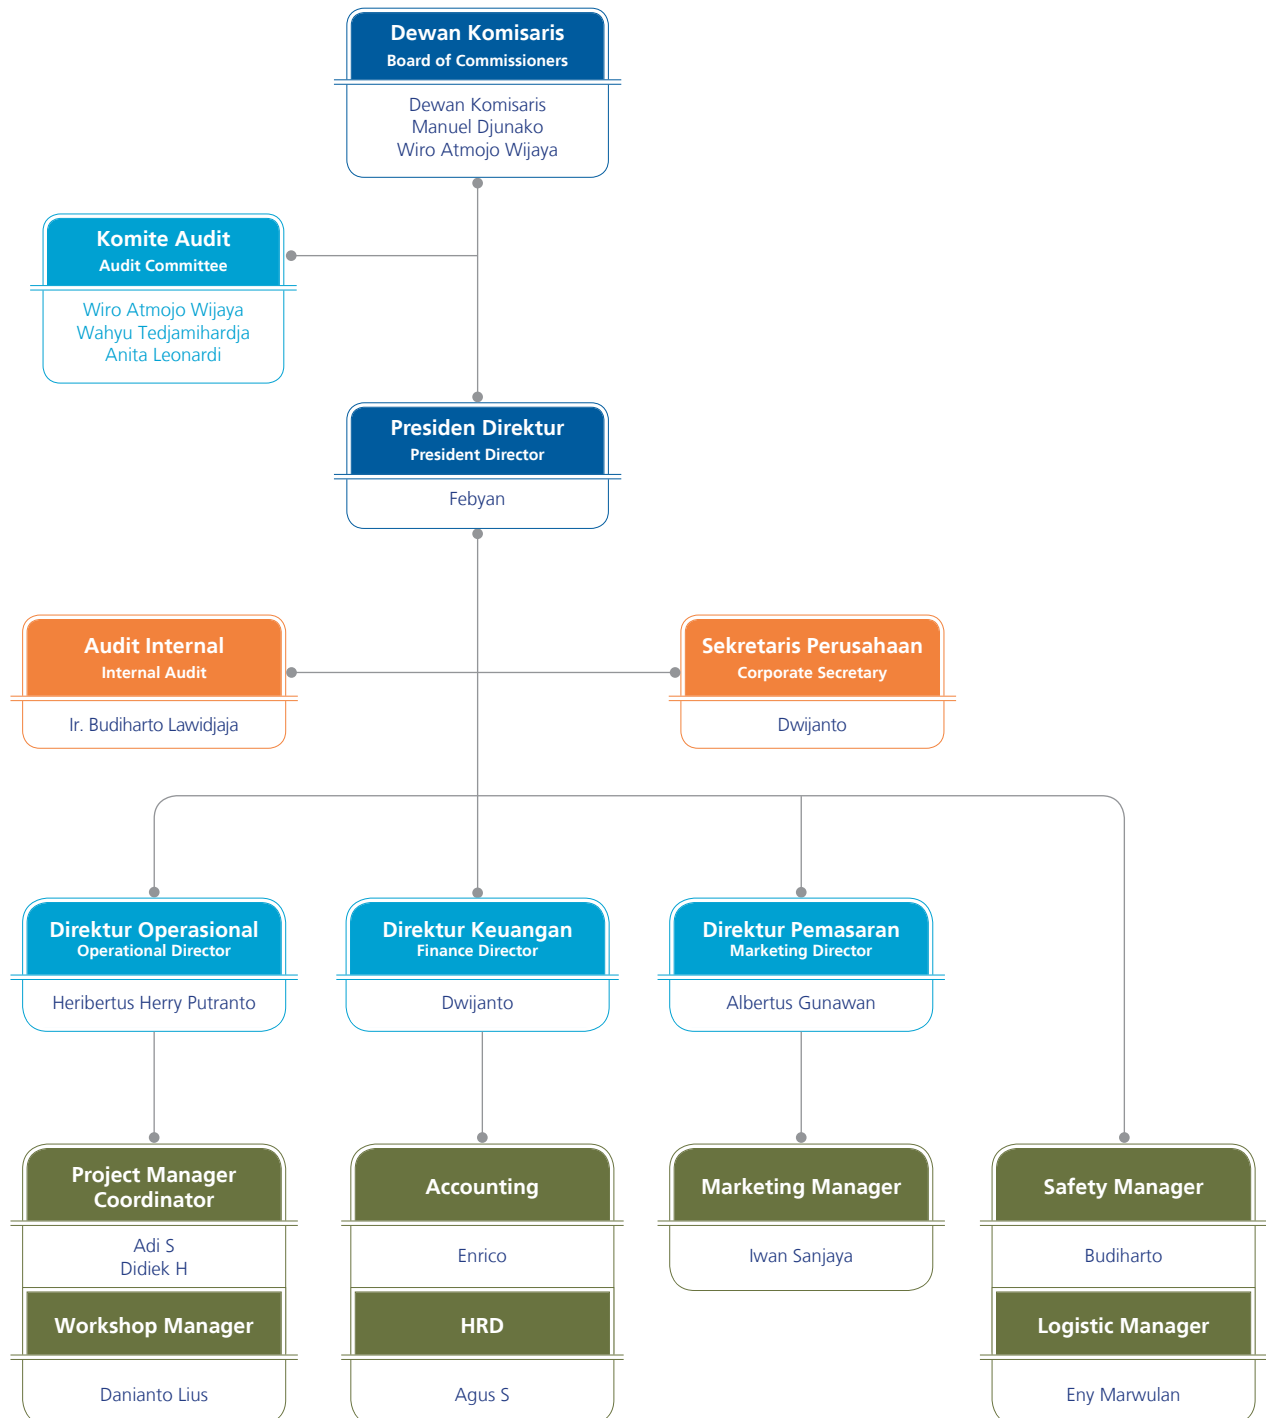 Dewan Komisaris
Board of Commissioners
Dewan Komisaris
Manuel Djunako
Wiro Atmojo Wijaya
Komite Audit
Audit Committee
Wiro Atmojo Wijaya
Wahyu Tedjamihardja
Anita Leonardi
Presiden Direktur
President Director
Febyan
Audit Internal
Internal Audit
Ir. Budiharto Lawidjaja
Sekretaris Perusahaan
Corporate Secretary
Dwijanto
Direktur Operasional
Operational Director
Heribertus Herry Putranto
Direktur Keuangan
Finance Director
Dwijanto
Direktur Pemasaran
Marketing Director
Albertus Gunawan
Project Manager
Coordinator
Adi S
Didiek H
Workshop Manager
Danianto Lius
Accounting
Enrico
HRD
Agus S
Marketing Manager
Iwan Sanjaya
Safety Manager
Budiharto
Logistic Manager
Eny Marwulan